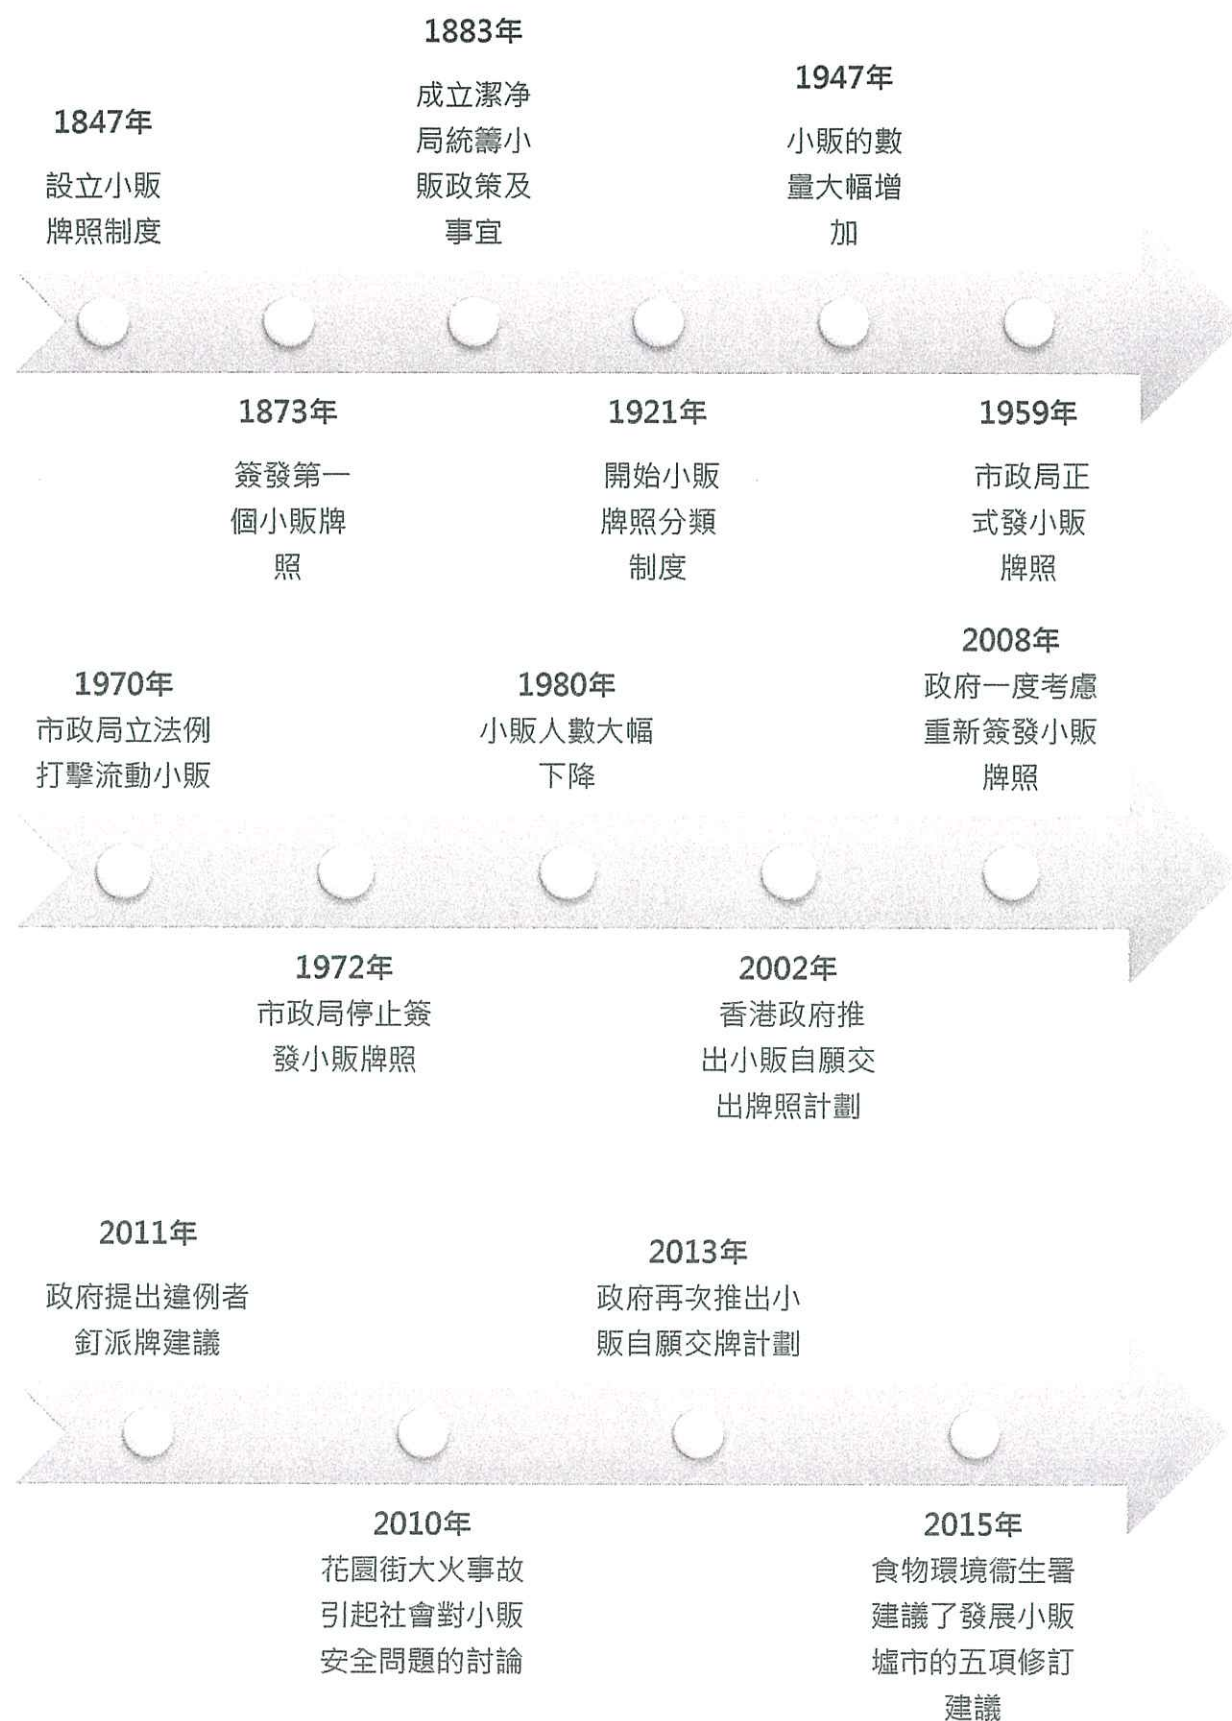 1847年
設立小販
牌照制度
1873年
簽發第一
個小販牌
照
1883年
成立潔净
局統籌小
販政策及
事宜
1921年
開始小販
牌照分類
制度
1947年
小販的數
量大幅增
加
1959年
市政局正
式發小販
牌照
1970年
市政局立法例
打擊流動小販
1972年
市政局停止簽
發小販牌照
1980年
小販人數大幅
下降
2002年
香港政府推
出小販自願交
出牌照計劃
2008年
政府一度考慮
重新簽發小販
牌照
2011年
政府提出違例者
釘派牌建議
2010年
花園街大火事故
引起社會對小販
安全問題的討論
2013年
政府再次推出小
販自願交牌計劃
2015年
食物環境衞生署
建議了發展小販
墟市的五項修訂
建議